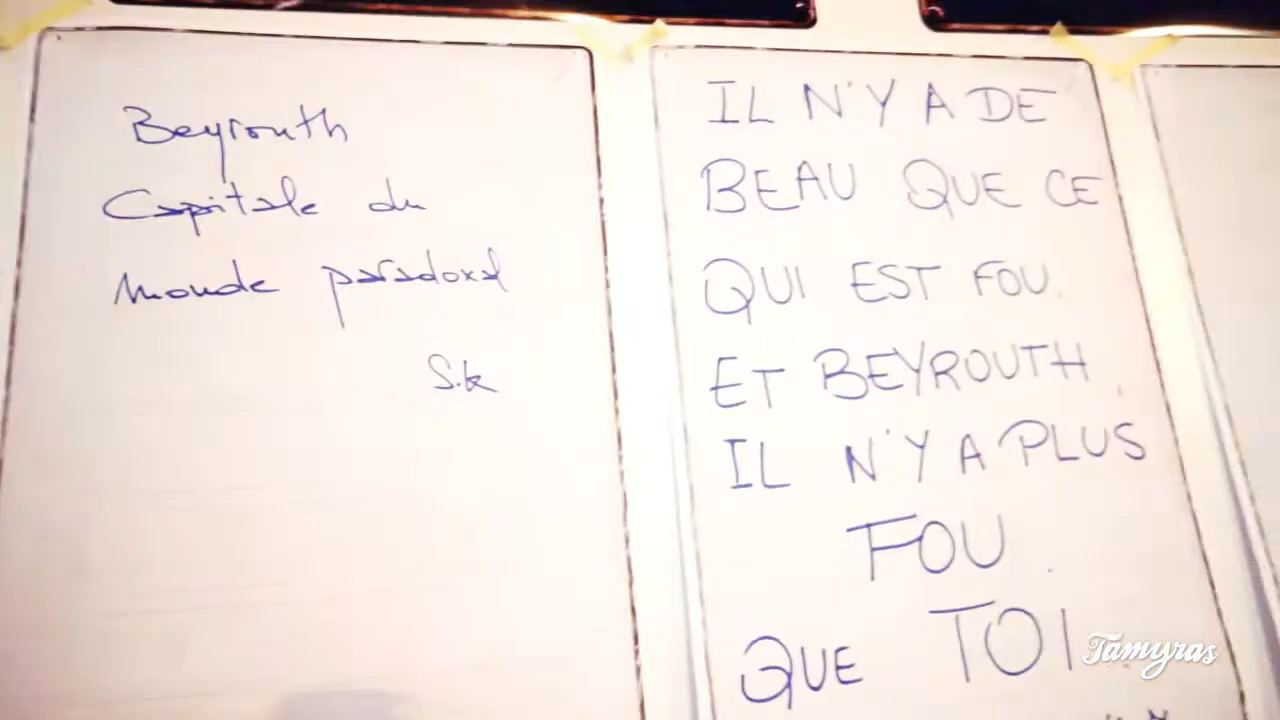 Beyrouth
Capitale du
Monde paradoxal
S.K
IL N'Y A DE
BEAU QUE CE
QUI EST FOU.
ET BEYROUTH.
IL N'Y A PLUS
FOU.
QUE TOI.
Tamyras